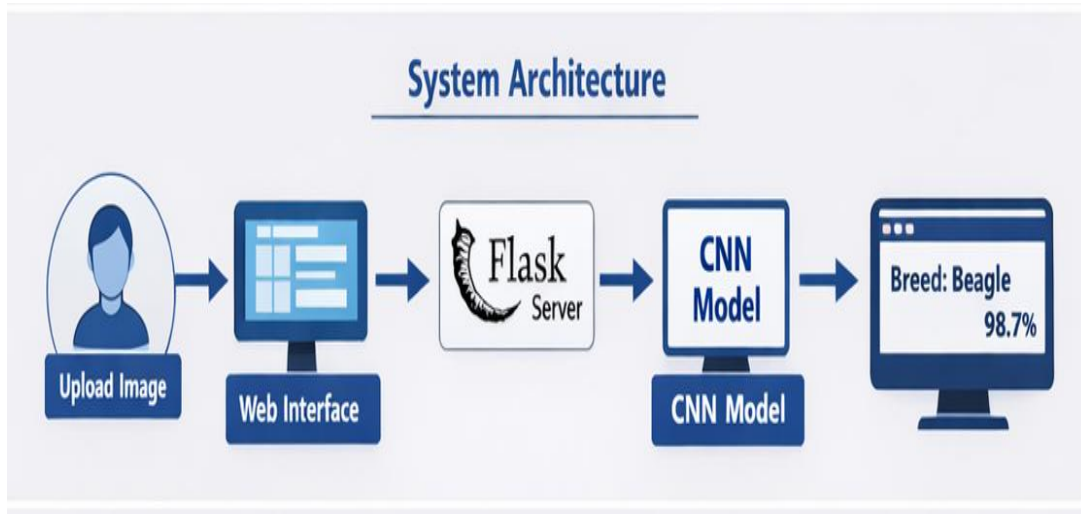 System Architecture
Upload Image
Web Interface
Flask
Server
CNN
Model
CNN Model
Breed: Beagle
98.7%